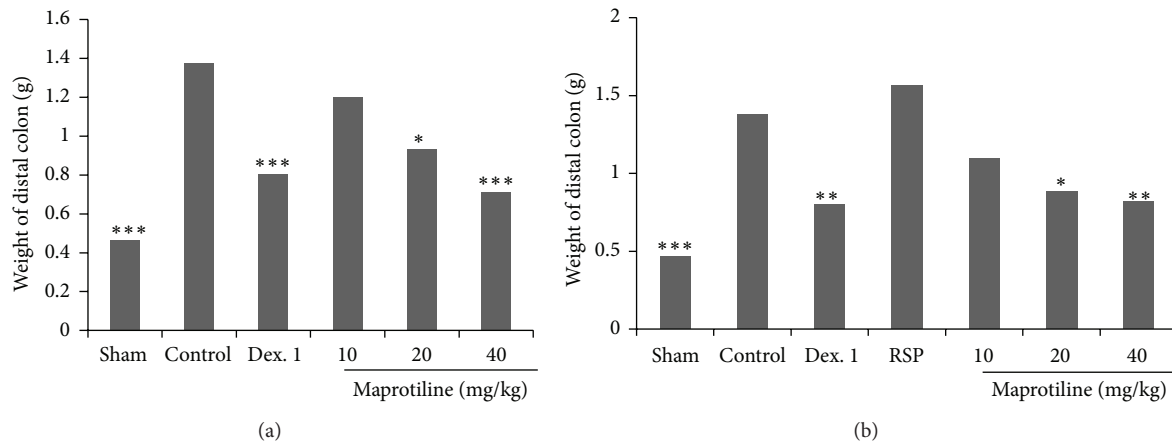 Weight of distal colon (g)
1.6
1.4
1.2
1
0.8
0.6
0.4
0.2
0
***
***
*
***
Sham Control Dex. 1 10 20 40
Maprotiline (mg/kg)
(a)
Weight of distal colon (g)
2
1.5
1
0.5
0
***
**
*
**
Sham Control Dex. 1 RSP 10 20 40
Maprotiline (mg/kg)
(b)